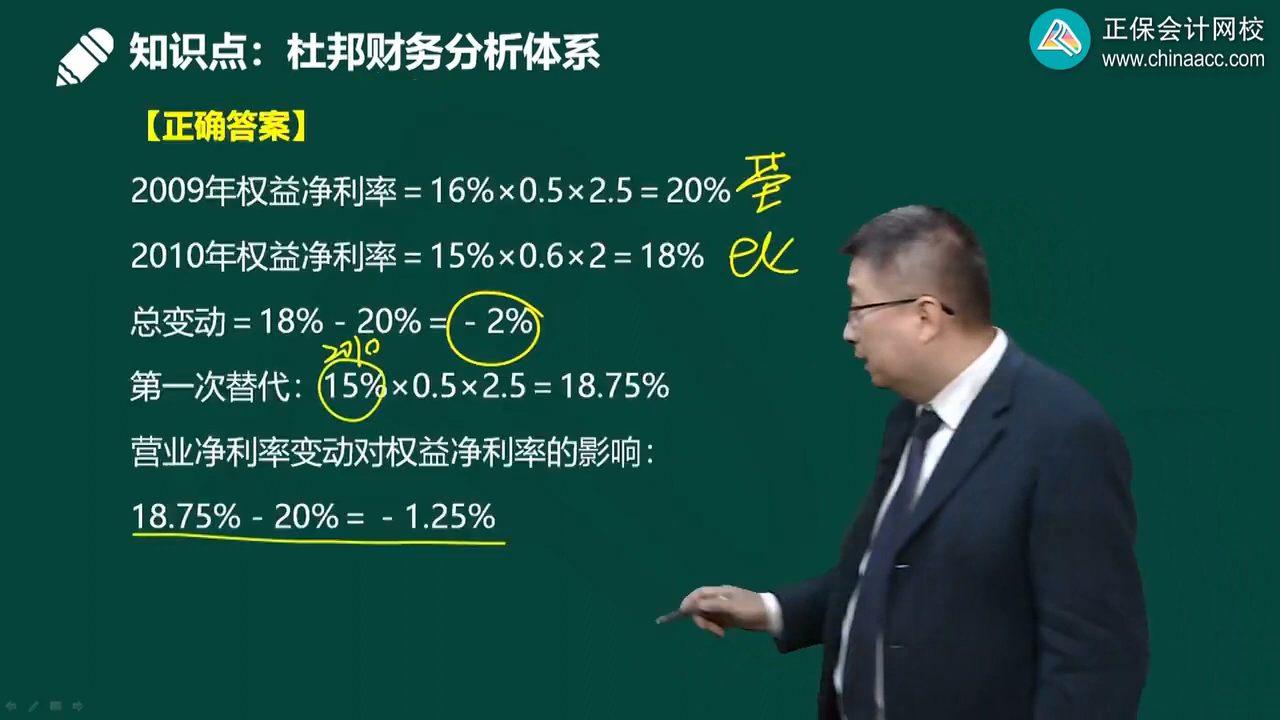 知识点：杜邦财务分析体系
正保会计网校
www.chinaacc.com
【正确答案】
2009年权益净利率＝16%×0.5×2.5＝20%
2010年权益净利率＝15%×0.6×2＝18%
总变动＝18%－20%＝－2%
2010
第一次替代：15%×0.5×2.5＝18.75%
营业净利率变动对权益净利率的影响：
18.75%－20%＝－1.25%